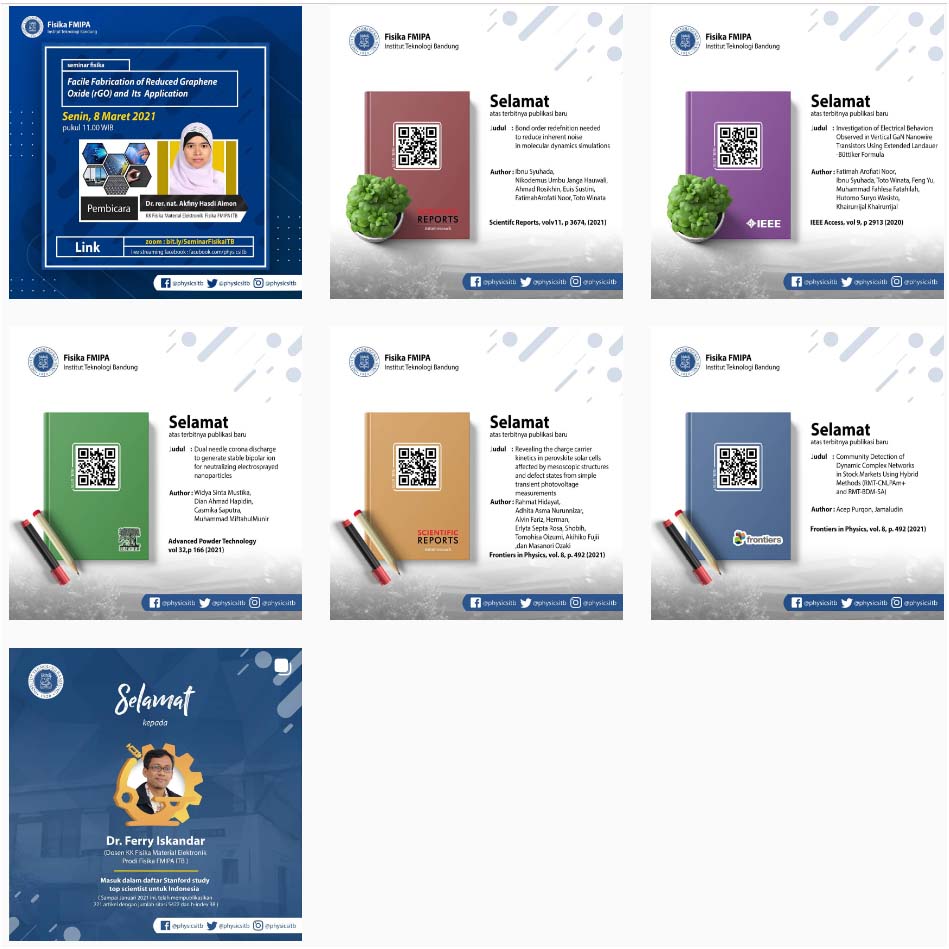 Fisika FMIPA
Institut Teknologi Bandung
seminar fisika
Facile Fabrication of Reduced Graphene
Oxide (rGO) and Its Application
Senin, 8 Maret 2021
pukul 11.00 WIB
Pembicara
Dr. rer. nat. Akfiny Hasdi Aimon
KK Fisika Material Elektronik Fisika FMIPA ITB
Link
zoom : bit.ly/SeminarFisikaITB
live streaming facebook : facebook.com/physicsitb
@physicsitb @physicsitb @physicsitb
Fisika FMIPA
Institut Teknologi Bandung
Selamat
atas terbitnya publikasi baru
Judul : Bond order redefnition needed
to reduce inherent noise
in molecular dynamics simulations
Author : Ibnu Syuhada,
Nikodemus Umbu Janga Hauwali,
Ahmad Rosikhin, Euis Sustini,
FatimahArofati Noor, Toto Winata
Scientifc Reports, volv11, p 3674, (2021)
REPORTS
@physicsitb @physicsitb @physicsitb
Fisika FMIPA
Institut Teknologi Bandung
Selamat
atas terbitnya publikasi baru
Judul : Investigation of Electrical Behaviors
Observed in Vertical GaN Nanowire
Transistors Using Extended Landauer
-Büttiker Formula
Author : Fatimah Arofiati Noor,
Ibnu Syuhada, Toto Winata, Feng Yu,
Muhammad Fahlesa Fatahilah,
Hutomo Suryo Wasisto,
Khairurrijal Khairurrijal
IEEE Access, vol 9, p 2913 (2020)
IEEE
@physicsitb @physicsitb @physicsitb
Fisika FMIPA
Institut Teknologi Bandung
Selamat
atas terbitnya publikasi baru
Judul : Dual needle corona discharge
to generate stable bipolar ion
for neutralizing electrosprayed
nanoparticles
Author : Widya Sinta Mustika,
Dian Ahmad Hapidin,
Casmika Saputra,
Muhammad MiftahulMunir
Advanced Powder Technology
vol 32,p 166 (2021)
@physicsitb @physicsitb @physicsitb
Fisika FMIPA
Institut Teknologi Bandung
Selamat
atas terbitnya publikasi baru
Judul : Revealing the charge carrier
kinetics in perovskite solar cells
affected by mesoscopic structures
and defect states from simple
transient photovoltage
measurements
Author : Rahmat Hidayat,
Adhita Asma Nurunnizar,
Alvin Fariz, Herman,
Erlyta Septa Rosa, Shobih,
Tomohisa Oizumi, Akihiko Fujii
,dan Masanori Ozaki
Frontiers in Physics, vol. 8, p. 492 (2021)
SCIENTIFIC
REPORTS
@physicsitb @physicsitb @physicsitb
Fisika FMIPA
Institut Teknologi Bandung
Selamat
atas terbitnya publikasi baru
Judul : Community Detection of
Dynamic Complex Networks
in Stock Markets Using Hybrid
Methods (RMT-CNLPAm+
and RMT-BDM-SA)
Author : Acep Purqon, Jamaludin
Frontiers in Physics, vol. 8, p. 492 (2021)
frontiers
@physicsitb @physicsitb @physicsitb
Selamat
kepada
Dr. Ferry Iskandar
(Dosen KK Fisika Material Elektronik
Prodi Fisika FMIPA ITB )
Masuk dalam daftar Stanford study
top scientist untuk Indonesia
( Sampai Januari 2021 ini, telah mempublikasikan
221 artikel dengan jumlah sitasi 5422 dan h-index 38 )
@physicsitb @physicsitb @physicsitb